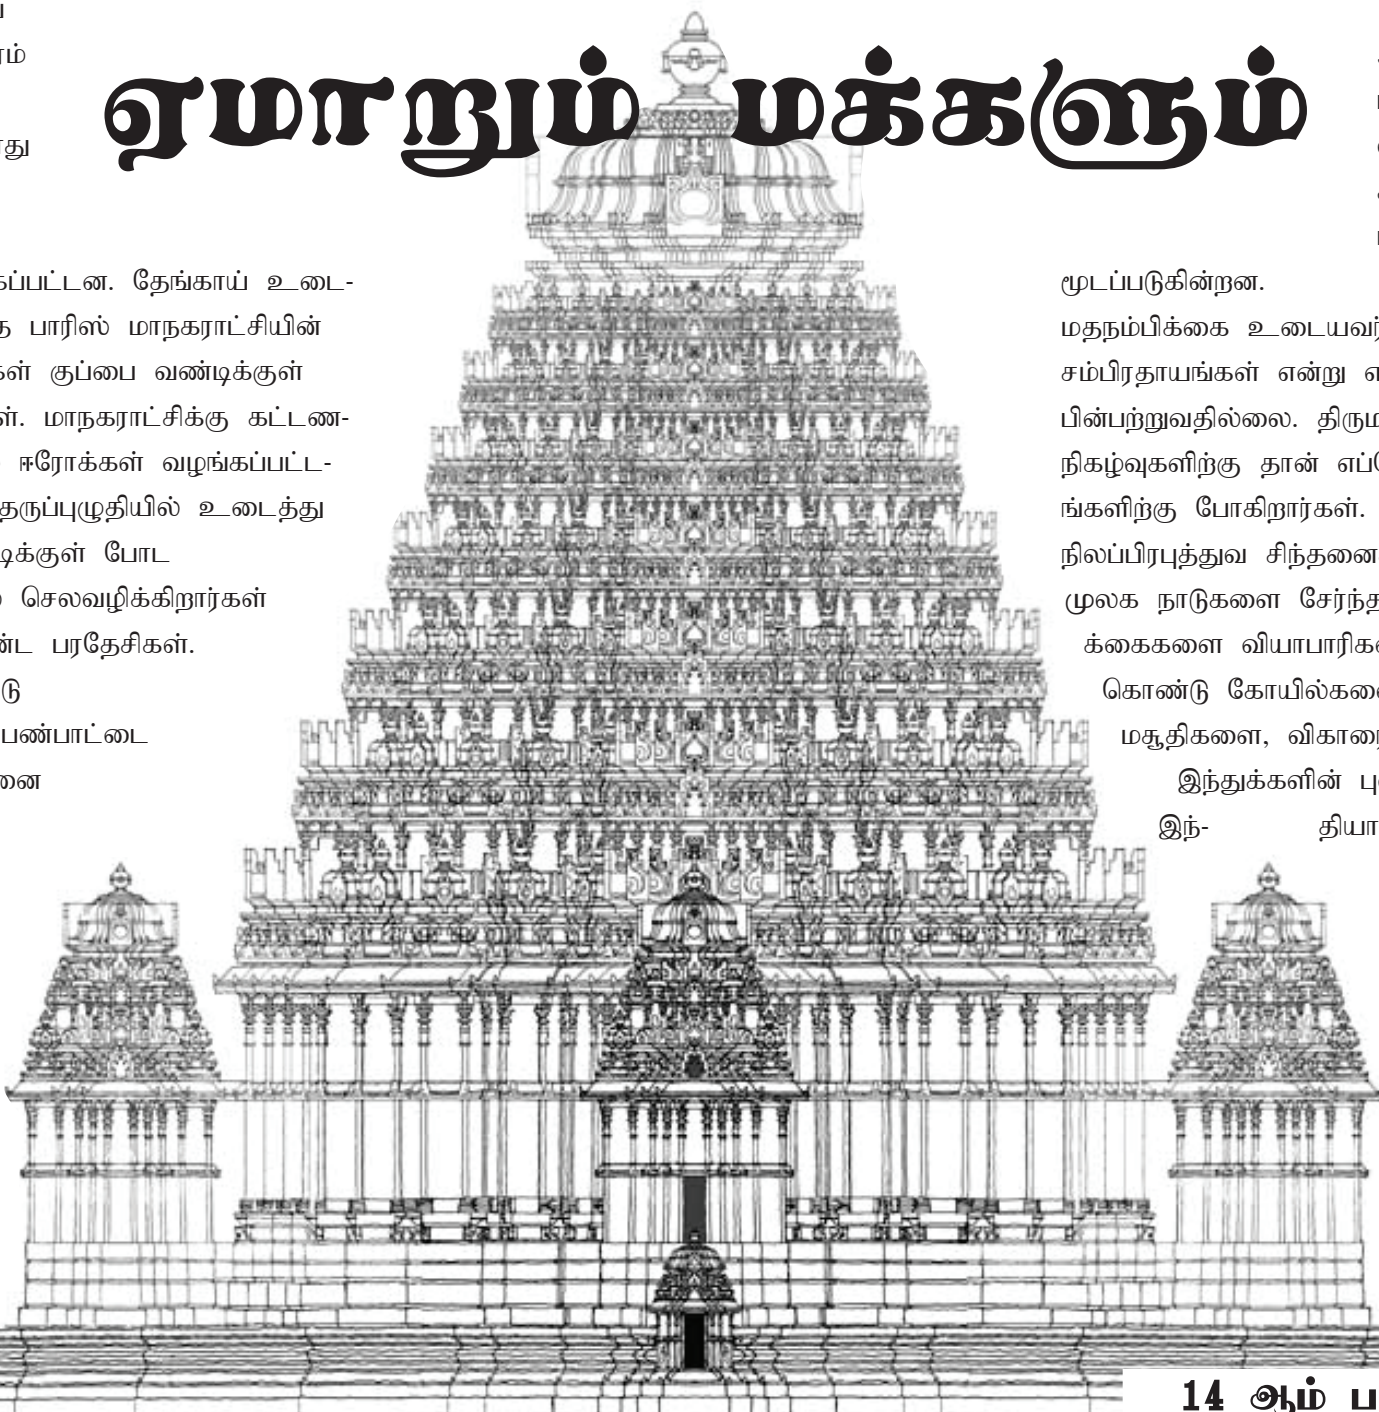 ஏமாறும் மக்களும்
கப்பட்டன. தேங்காய் உடை-
பாரிஸ் மாநகராட்சியின்
கள் குப்பை வண்டிக்குள்
ள். மாநகராட்சிக்கு கட்டண-
ஈரோக்கள் வழங்கப்பட்ட-
தருப்புழுதியில் உடைத்து
டிக்குள் போட
செலவழிக்கிறார்கள்
ண்ட பரதேசிகள்.
டு
பண்பாட்டை
னை
மூடப்படுகின்றன.
மதநம்பிக்கை உடையவர்
சம்பிரதாயங்கள் என்று எ
பின்பற்றுவதில்லை. திரும
நிகழ்வுகளிற்கு தான் எப்
ங்களிற்கு போகிறார்கள்.
நிலப்பிரபுத்துவ சிந்தனை
முலக நாடுகளை சேர்ந்த
க்கைகளை வியாபாரிக
கொண்டு கோயில்களை
மசூதிகளை, விகாரை
இந்துக்களின் பு
இந்- தியா
14 ஆம் ப